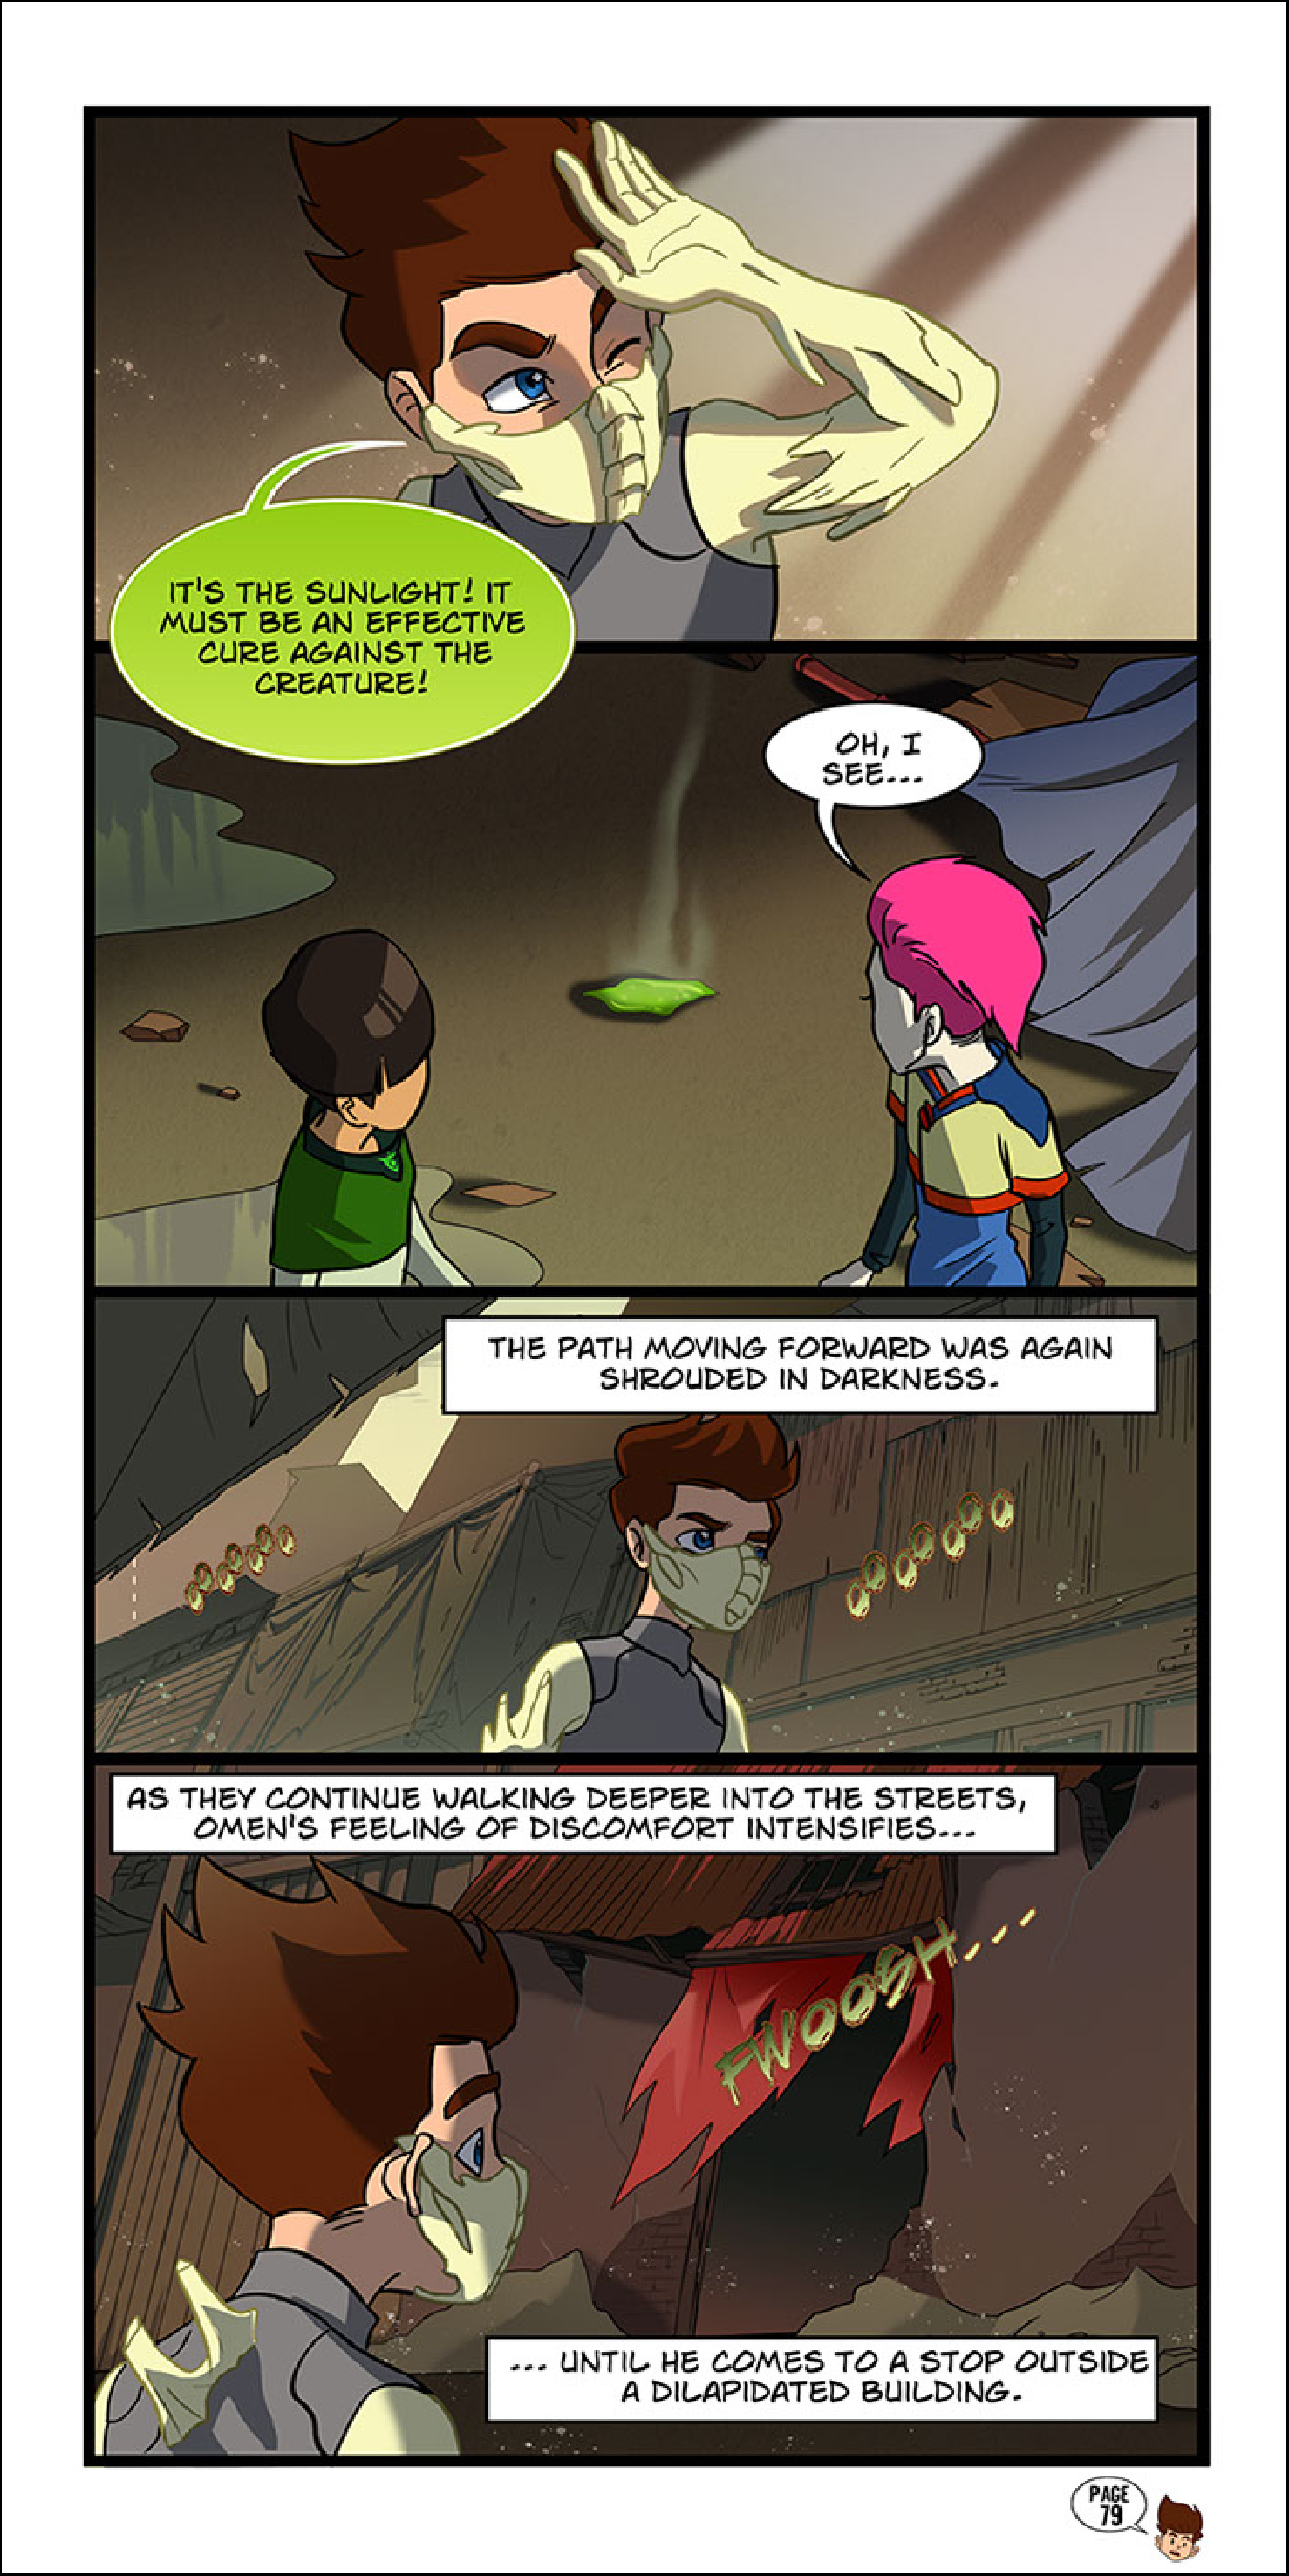 IT'S THE SUNLIGHT! IT
MUST BE AN EFFECTIVE
CURE AGAINST THE
CREATURE!
OH, I
SEE...
THE PATH MOVING FORWARD WAS AGAIN
SHROUDED IN DARKNESS.
OOOOOO
OOOOOOO
AS THEY CONTINUE WALKING DEEPER INTO THE STREETS,
OMEN'S FEELING OF DISCOMFORT INTENSIFIES...
FWOOSH---
... UNTIL HE COMES TO A STOP OUTSIDE
A DILAPIDATED BUILDING.
PAGE
79